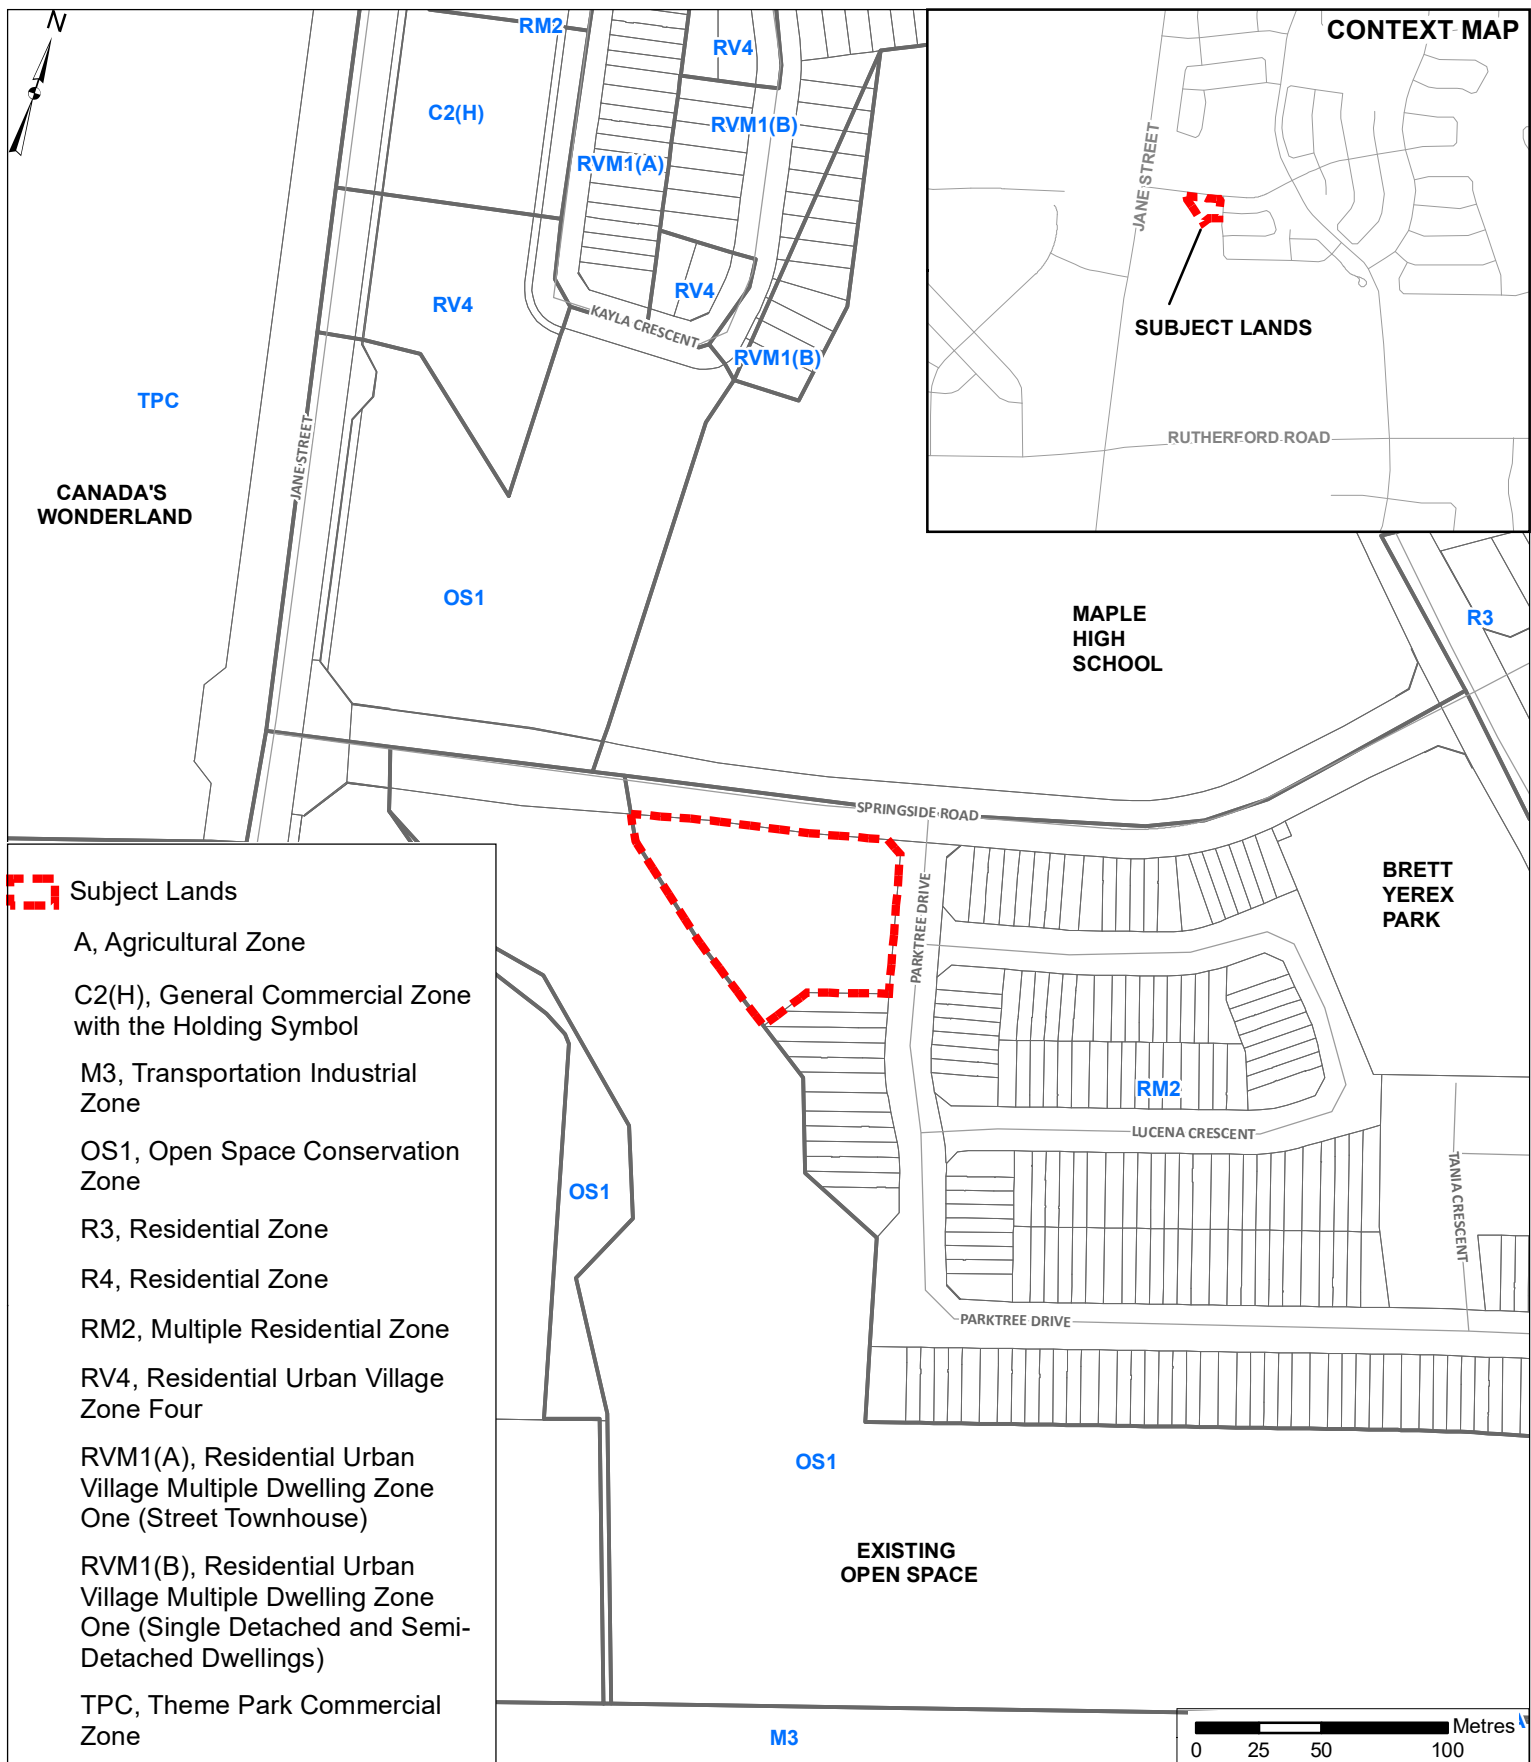 N
RM2
RV4
C2(H)
RVM1(B)
RVM1(A)
RV4
RV4
KAYLA CRESCENT
RVM1(B)
TPC
JANE STREET
CANADA'S
WONDERLAND
OS1
CONTEXT MAP
JANE STREET
SUBJECT LANDS
RUTHERFORD ROAD
MAPLE
HIGH
SCHOOL
R3
SPRINGSIDE ROAD
PARKTREE DRIVE
BRETT
YEREX
PARK
RM2
LUCENA CRESCENT
TANIA CRESCENT
PARKTREE DRIVE
OS1
OS1
EXISTING
OPEN SPACE
M3
Subject Lands
A, Agricultural Zone
C2(H), General Commercial Zone
with the Holding Symbol
M3, Transportation Industrial
Zone
OS1, Open Space Conservation
Zone
R3, Residential Zone
R4, Residential Zone
RM2, Multiple Residential Zone
RV4, Residential Urban Village
Zone Four
RVM1(A), Residential Urban
Village Multiple Dwelling Zone
One (Street Townhouse)
RVM1(B), Residential Urban
Village Multiple Dwelling Zone
One (Single Detached and Semi-
Detached Dwellings)
TPC, Theme Park Commercial
Zone
Metres
0 25 50 100